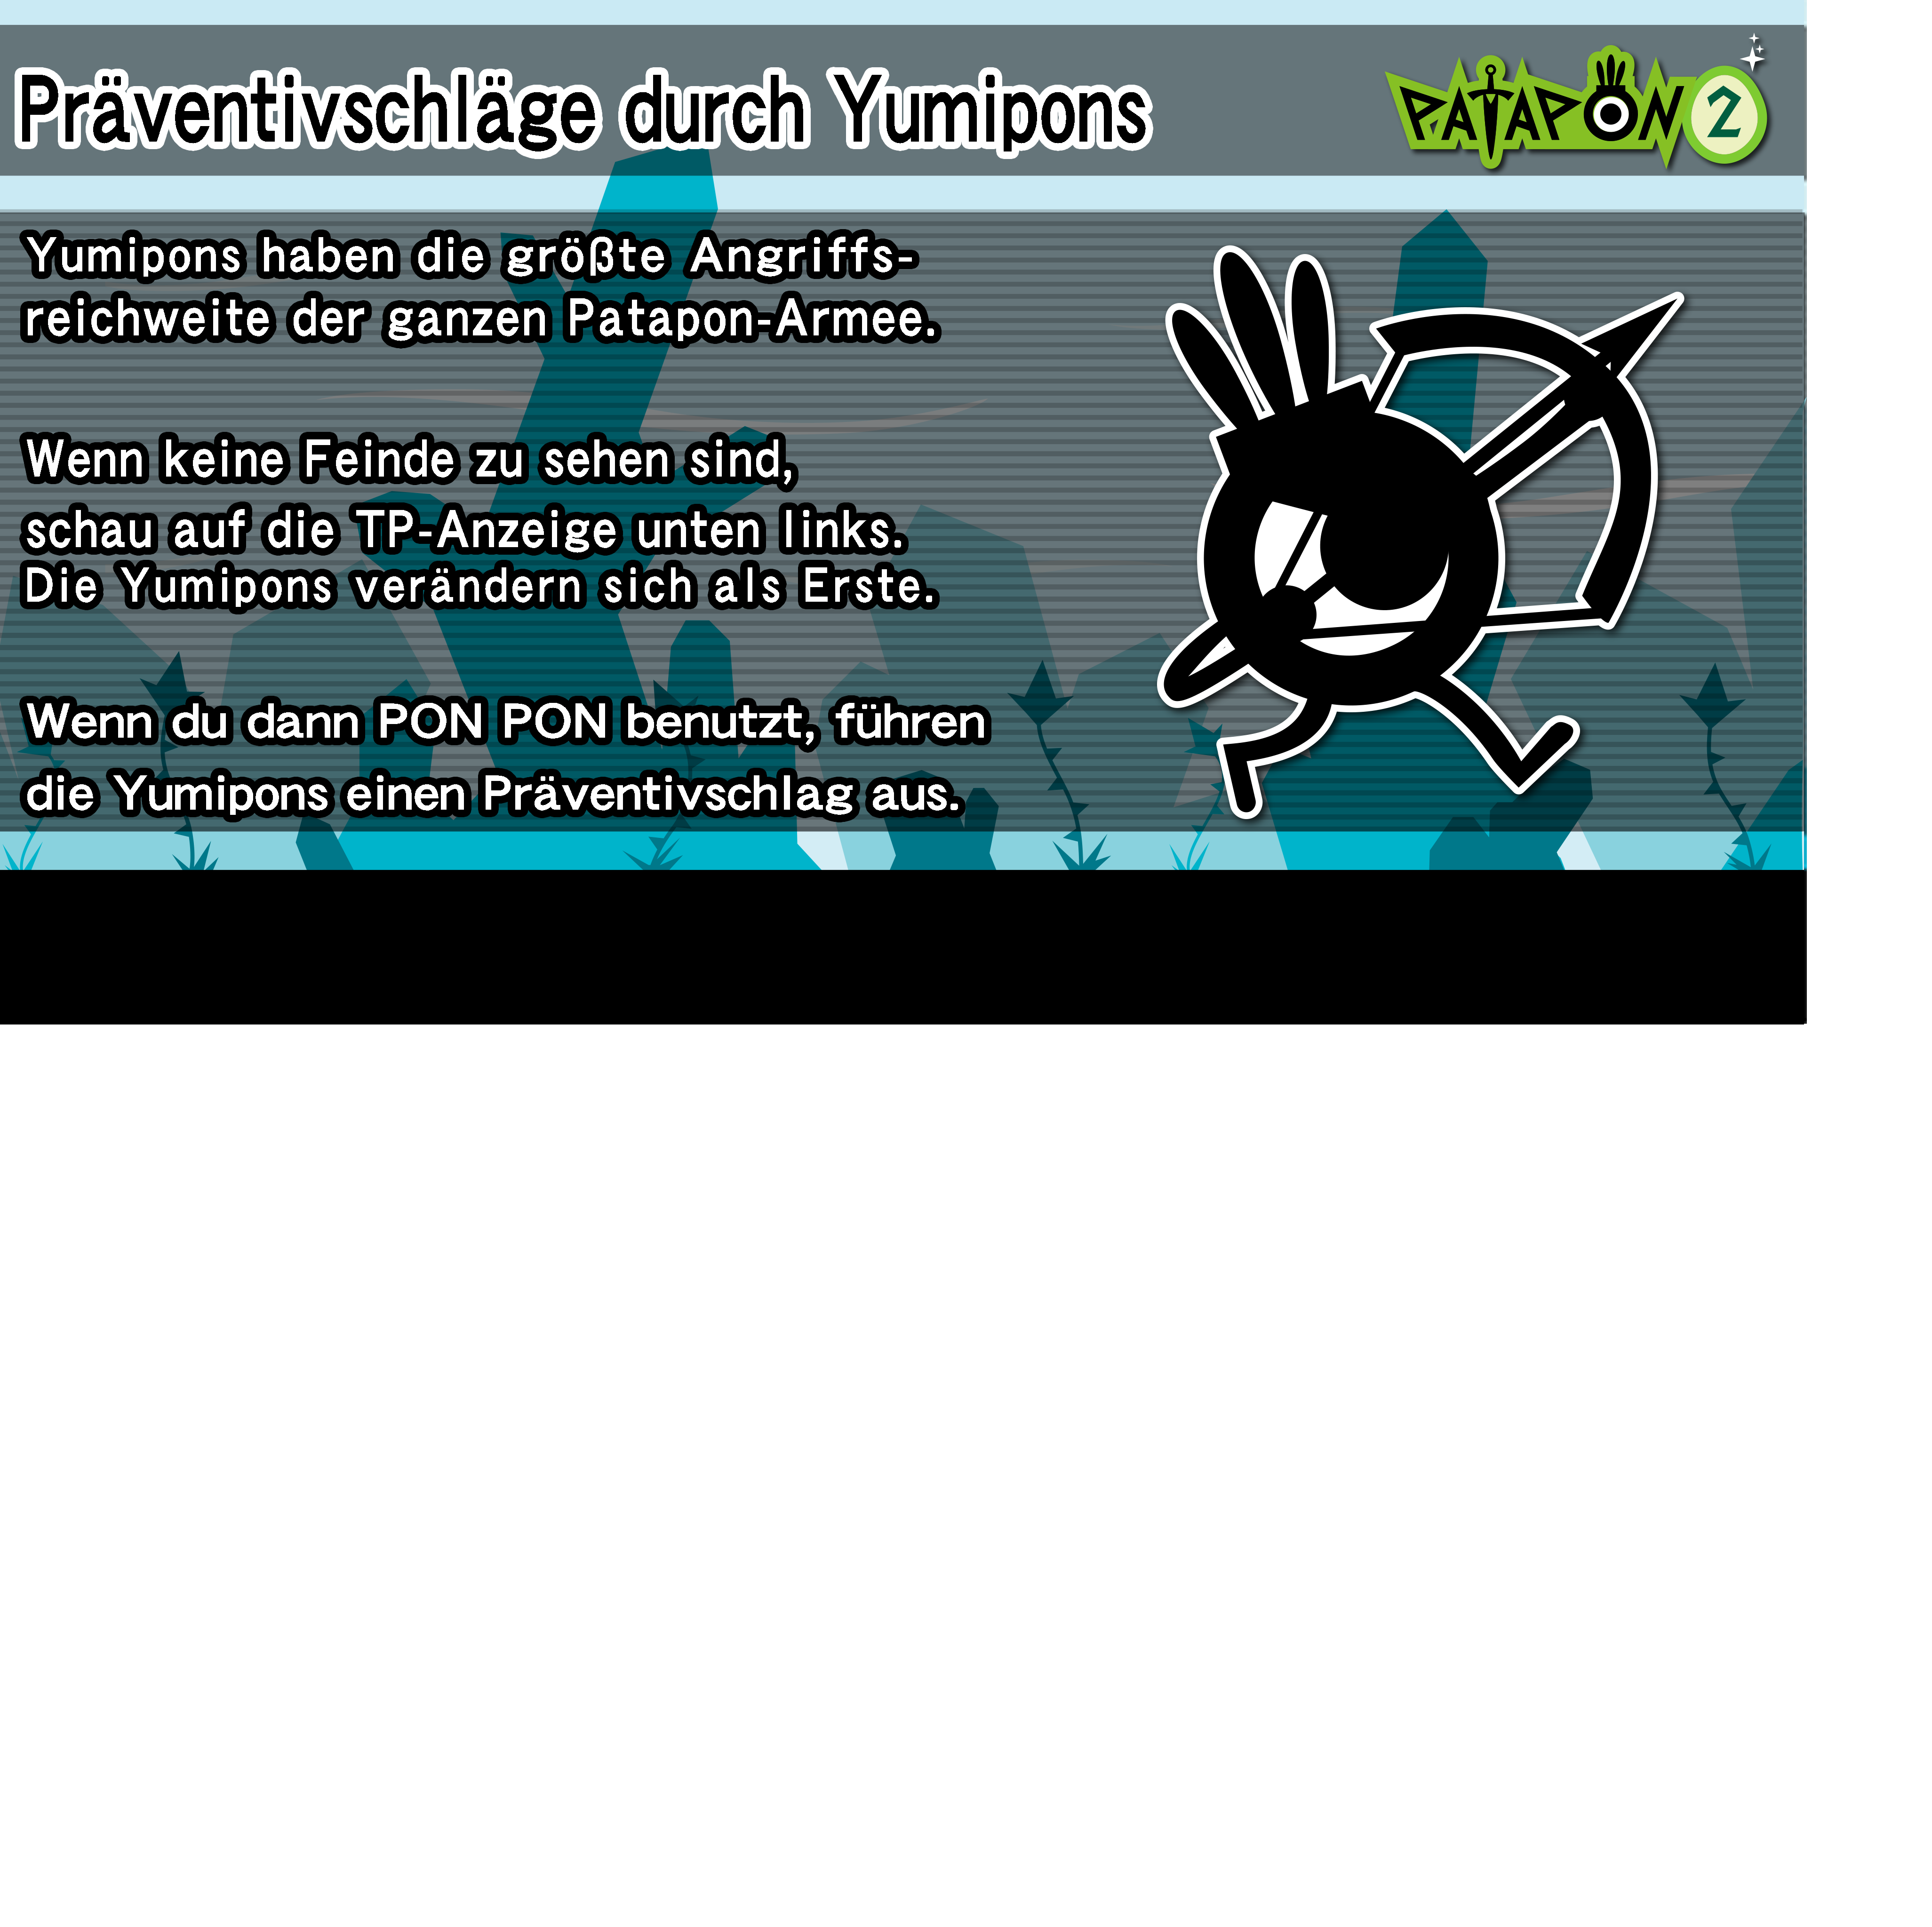 Präventivschläge durch Yumipons
PATAPON 2
Yumipons haben die größte Angriffs-
reichweite der ganzen Patapon-Armee.
Wenn keine Feinde zu sehen sind,
schau auf die TP-Anzeige unten links.
Die Yumipons verändern sich als Erste.
Wenn du dann PON PON benutzt, führen
die Yumipons einen Präventivschlag aus.